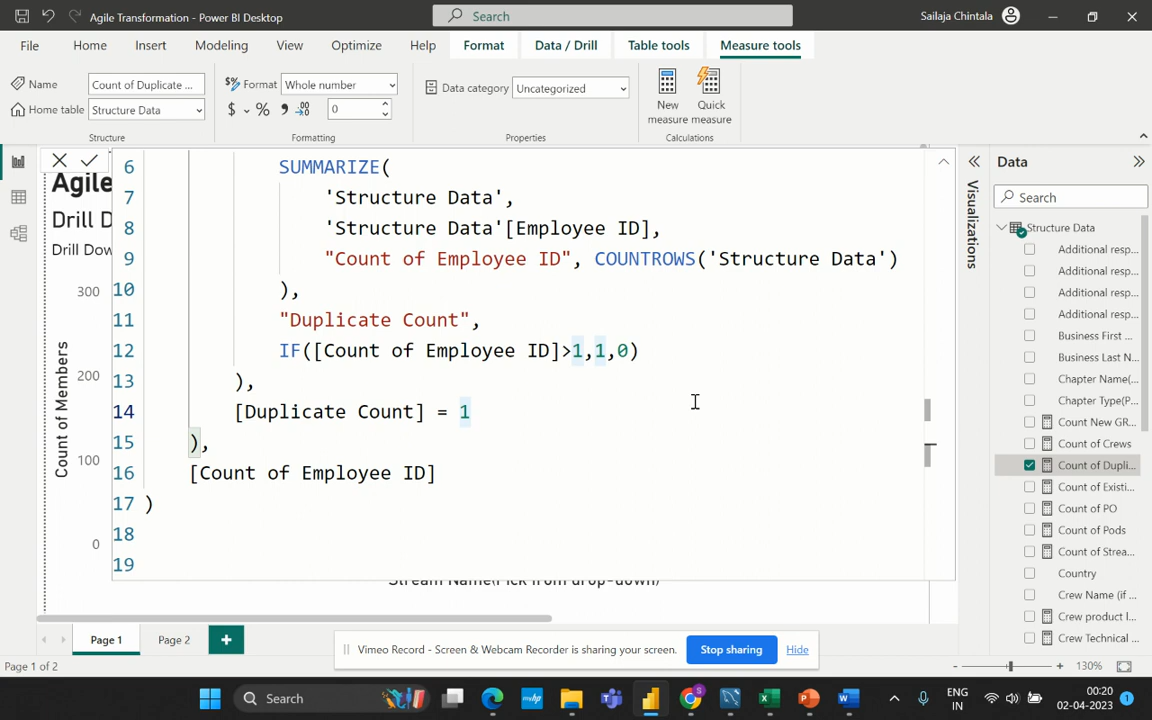 Agile Transformation - Power BI Desktop
Search
Sailaja Chintala
File
Home
Insert
Modeling
View
Optimize
Help
Format
Data / Drill
Table tools
Measure tools
Name
Count of Duplicate ...
Home table
Structure Data
Structure
Format
Whole number
$
%
0
Formatting
Data category
Uncategorized
Properties
New measure
Quick measure
Calculations
Agile
Drill D
Drill Dow
300
200
100
0
Count of Members
6 SUMMARIZE(
7 'Structure Data',
8 'Structure Data'[Employee ID],
9 "Count of Employee ID", COUNTROWS('Structure Data')
10 ),
11 "Duplicate Count",
12 IF([Count of Employee ID]>1,1,0)
13 ),
14 [Duplicate Count] = 1
15 ),
16 [Count of Employee ID]
17 )
18
19
Stream Name(Pick from drop-down)
Visualizations
Data
Search
Structure Data
Additional resp...
Additional resp...
Additional resp...
Additional resp...
Business First ...
Business Last N...
Chapter Name(...
Chapter Type(P...
Count New GR...
Count of Crews
Count of Dupli...
Count of Existi...
Count of PO
Count of Pods
Count of Strea...
Country
Crew Name (if ...
Crew product l...
Crew Technical ...
Page 1
Page 2
+
Vimeo Record - Screen & Webcam Recorder is sharing your screen.
Stop sharing
Hide
Page 1 of 2
130%
Search
ENG
IN
00:20
02-04-2023
1